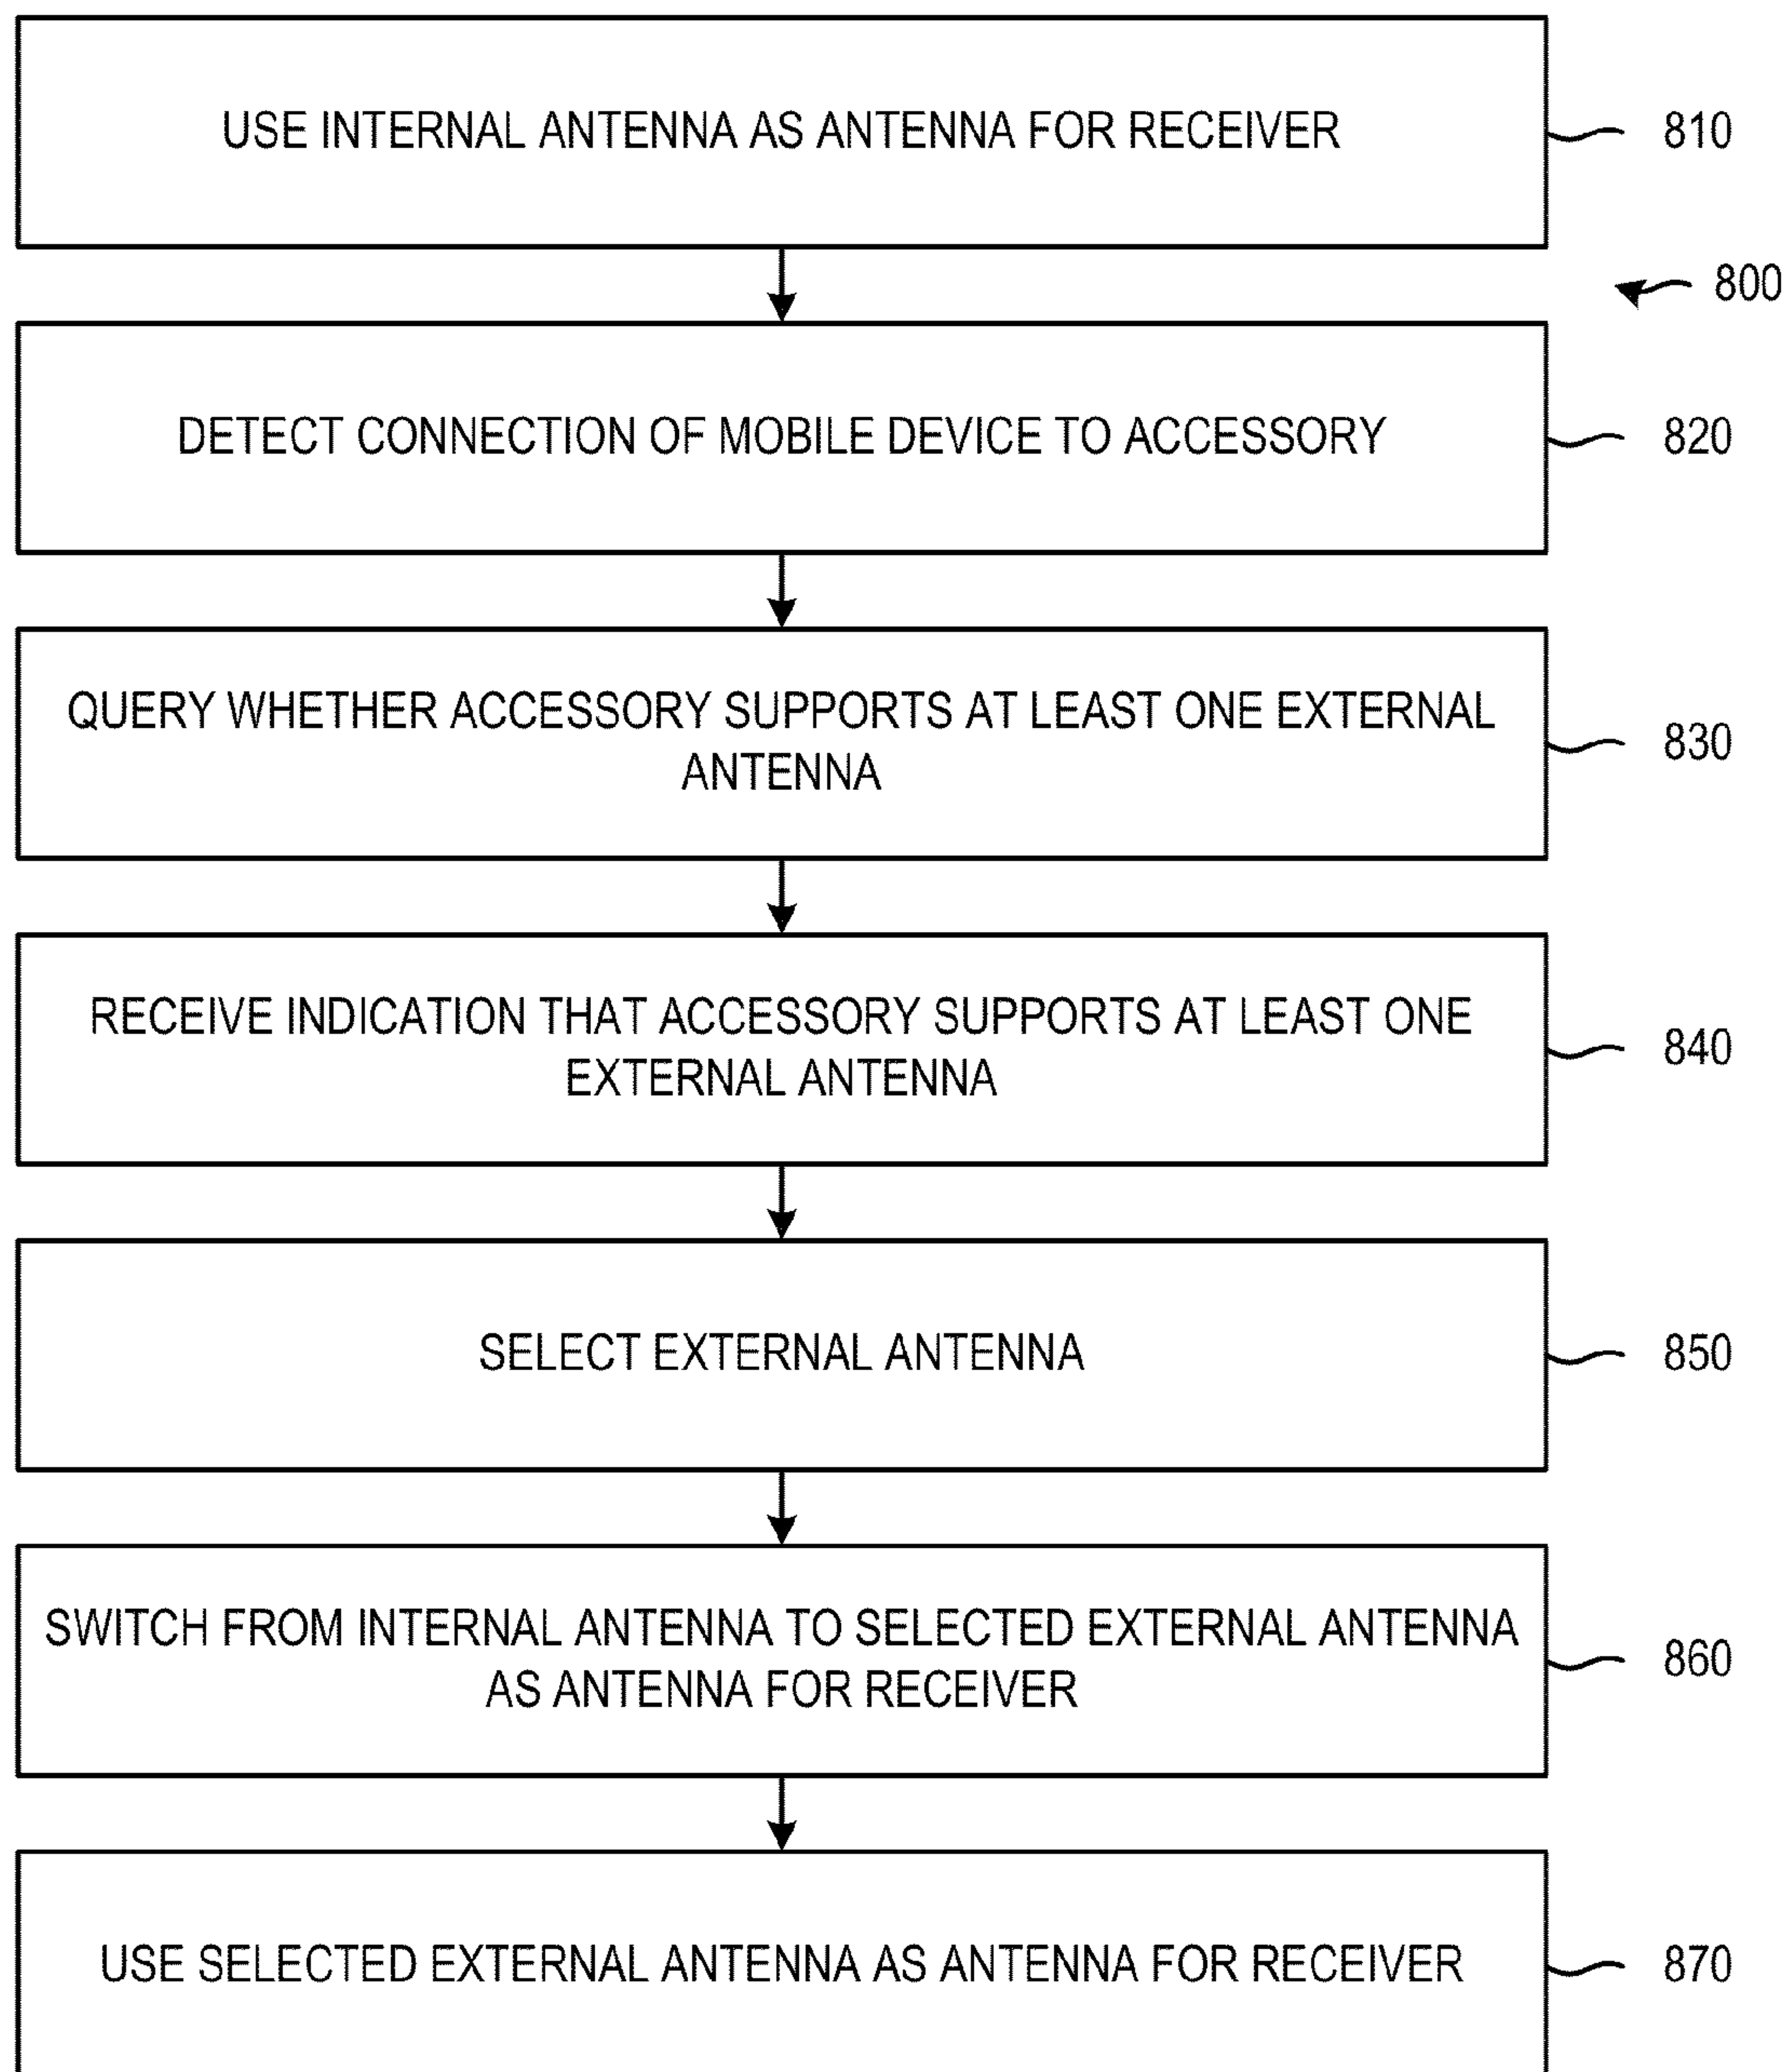 USE INTERNAL ANTENNA AS ANTENNA FOR RECEIVER
810
800
DETECT CONNECTION OF MOBILE DEVICE TO ACCESSORY
820
QUERY WHETHER ACCESSORY SUPPORTS AT LEAST ONE EXTERNAL
ANTENNA
830
RECEIVE INDICATION THAT ACCESSORY SUPPORTS AT LEAST ONE
EXTERNAL ANTENNA
840
SELECT EXTERNAL ANTENNA
850
SWITCH FROM INTERNAL ANTENNA TO SELECTED EXTERNAL ANTENNA
AS ANTENNA FOR RECEIVER
860
USE SELECTED EXTERNAL ANTENNA AS ANTENNA FOR RECEIVER
870